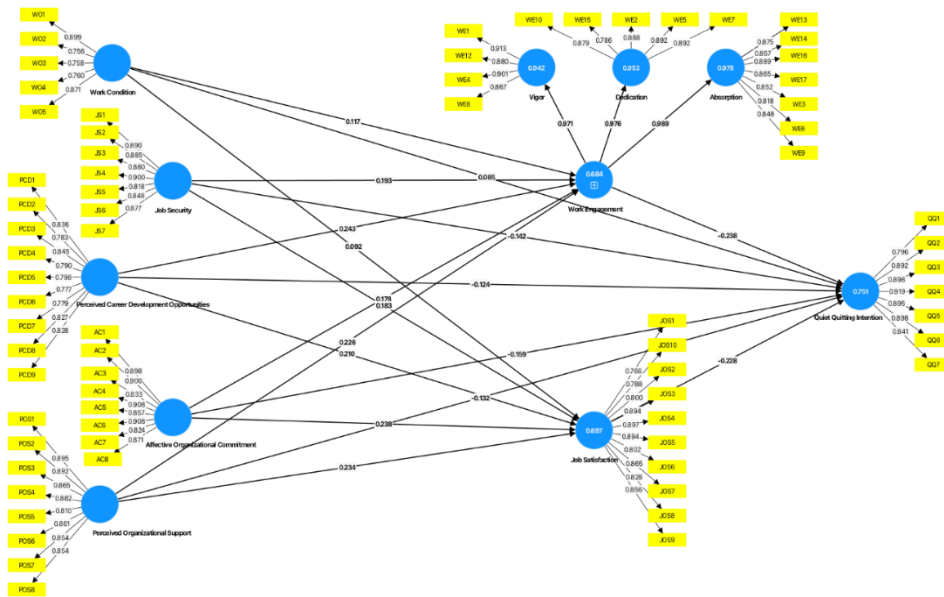 WO1
WO2
WO3
WO4
WO5
0.899
0.756
0.758
0.760
0.871
Work Condition
JS1
JS2
JS3
JS4
JS5
JS6
JS7
0.890
0.885
0.880
0.900
0.818
0.848
0.877
Job Security
PCD1
PCD2
PCD3
PCD4
PCD5
PCD6
PCD7
PCD8
PCD9
0.836
0.783
0.845
0.790
0.798
0.777
0.779
0.827
0.828
Perceived Career Development Opportunities
AC1
AC2
AC3
AC4
AC5
AC6
AC7
AC8
0.898
0.900
0.833
0.908
0.857
0.908
0.824
0.871
Affective Organizational Commitment
POS1
POS2
POS3
POS4
POS5
POS6
POS7
POS8
0.895
0.892
0.865
0.882
0.810
0.861
0.854
0.854
Perceived Organizational Support
WE1
WE12
WE4
WE8
0.913
0.880
0.901
0.867
0.942
Vigor
WE10
WE15
WE2
WE5
WE7
0.879
0.786
0.888
0.892
0.892
0.953
Dedication
WE13
WE14
WE16
WE17
WE3
WE6
WE9
0.875
0.857
0.889
0.865
0.852
0.818
0.848
0.978
Absorption
0.971
0.976
0.989
0.684
Work Engagement
0.117
0.193
0.085
0.243
-0.142
0.092
-0.238
-0.124
0.178
0.183
0.226
0.210
-0.159
-0.132
0.238
0.234
-0.228
0.751
Quiet Quitting Intention
QQ1
QQ2
QQ3
QQ4
QQ5
QQ6
QQ7
0.796
0.892
0.898
0.919
0.895
0.898
0.841
JOS1
JOS10
JOS2
JOS3
JOS4
JOS5
JOS6
JOS7
JOS8
JOS9
0.766
0.788
0.800
0.894
0.897
0.894
0.802
0.865
0.828
0.856
0.697
Job Satisfaction